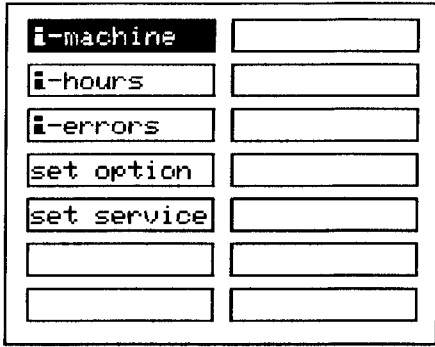 i-machine
i-hours
i-errors
set option
set service